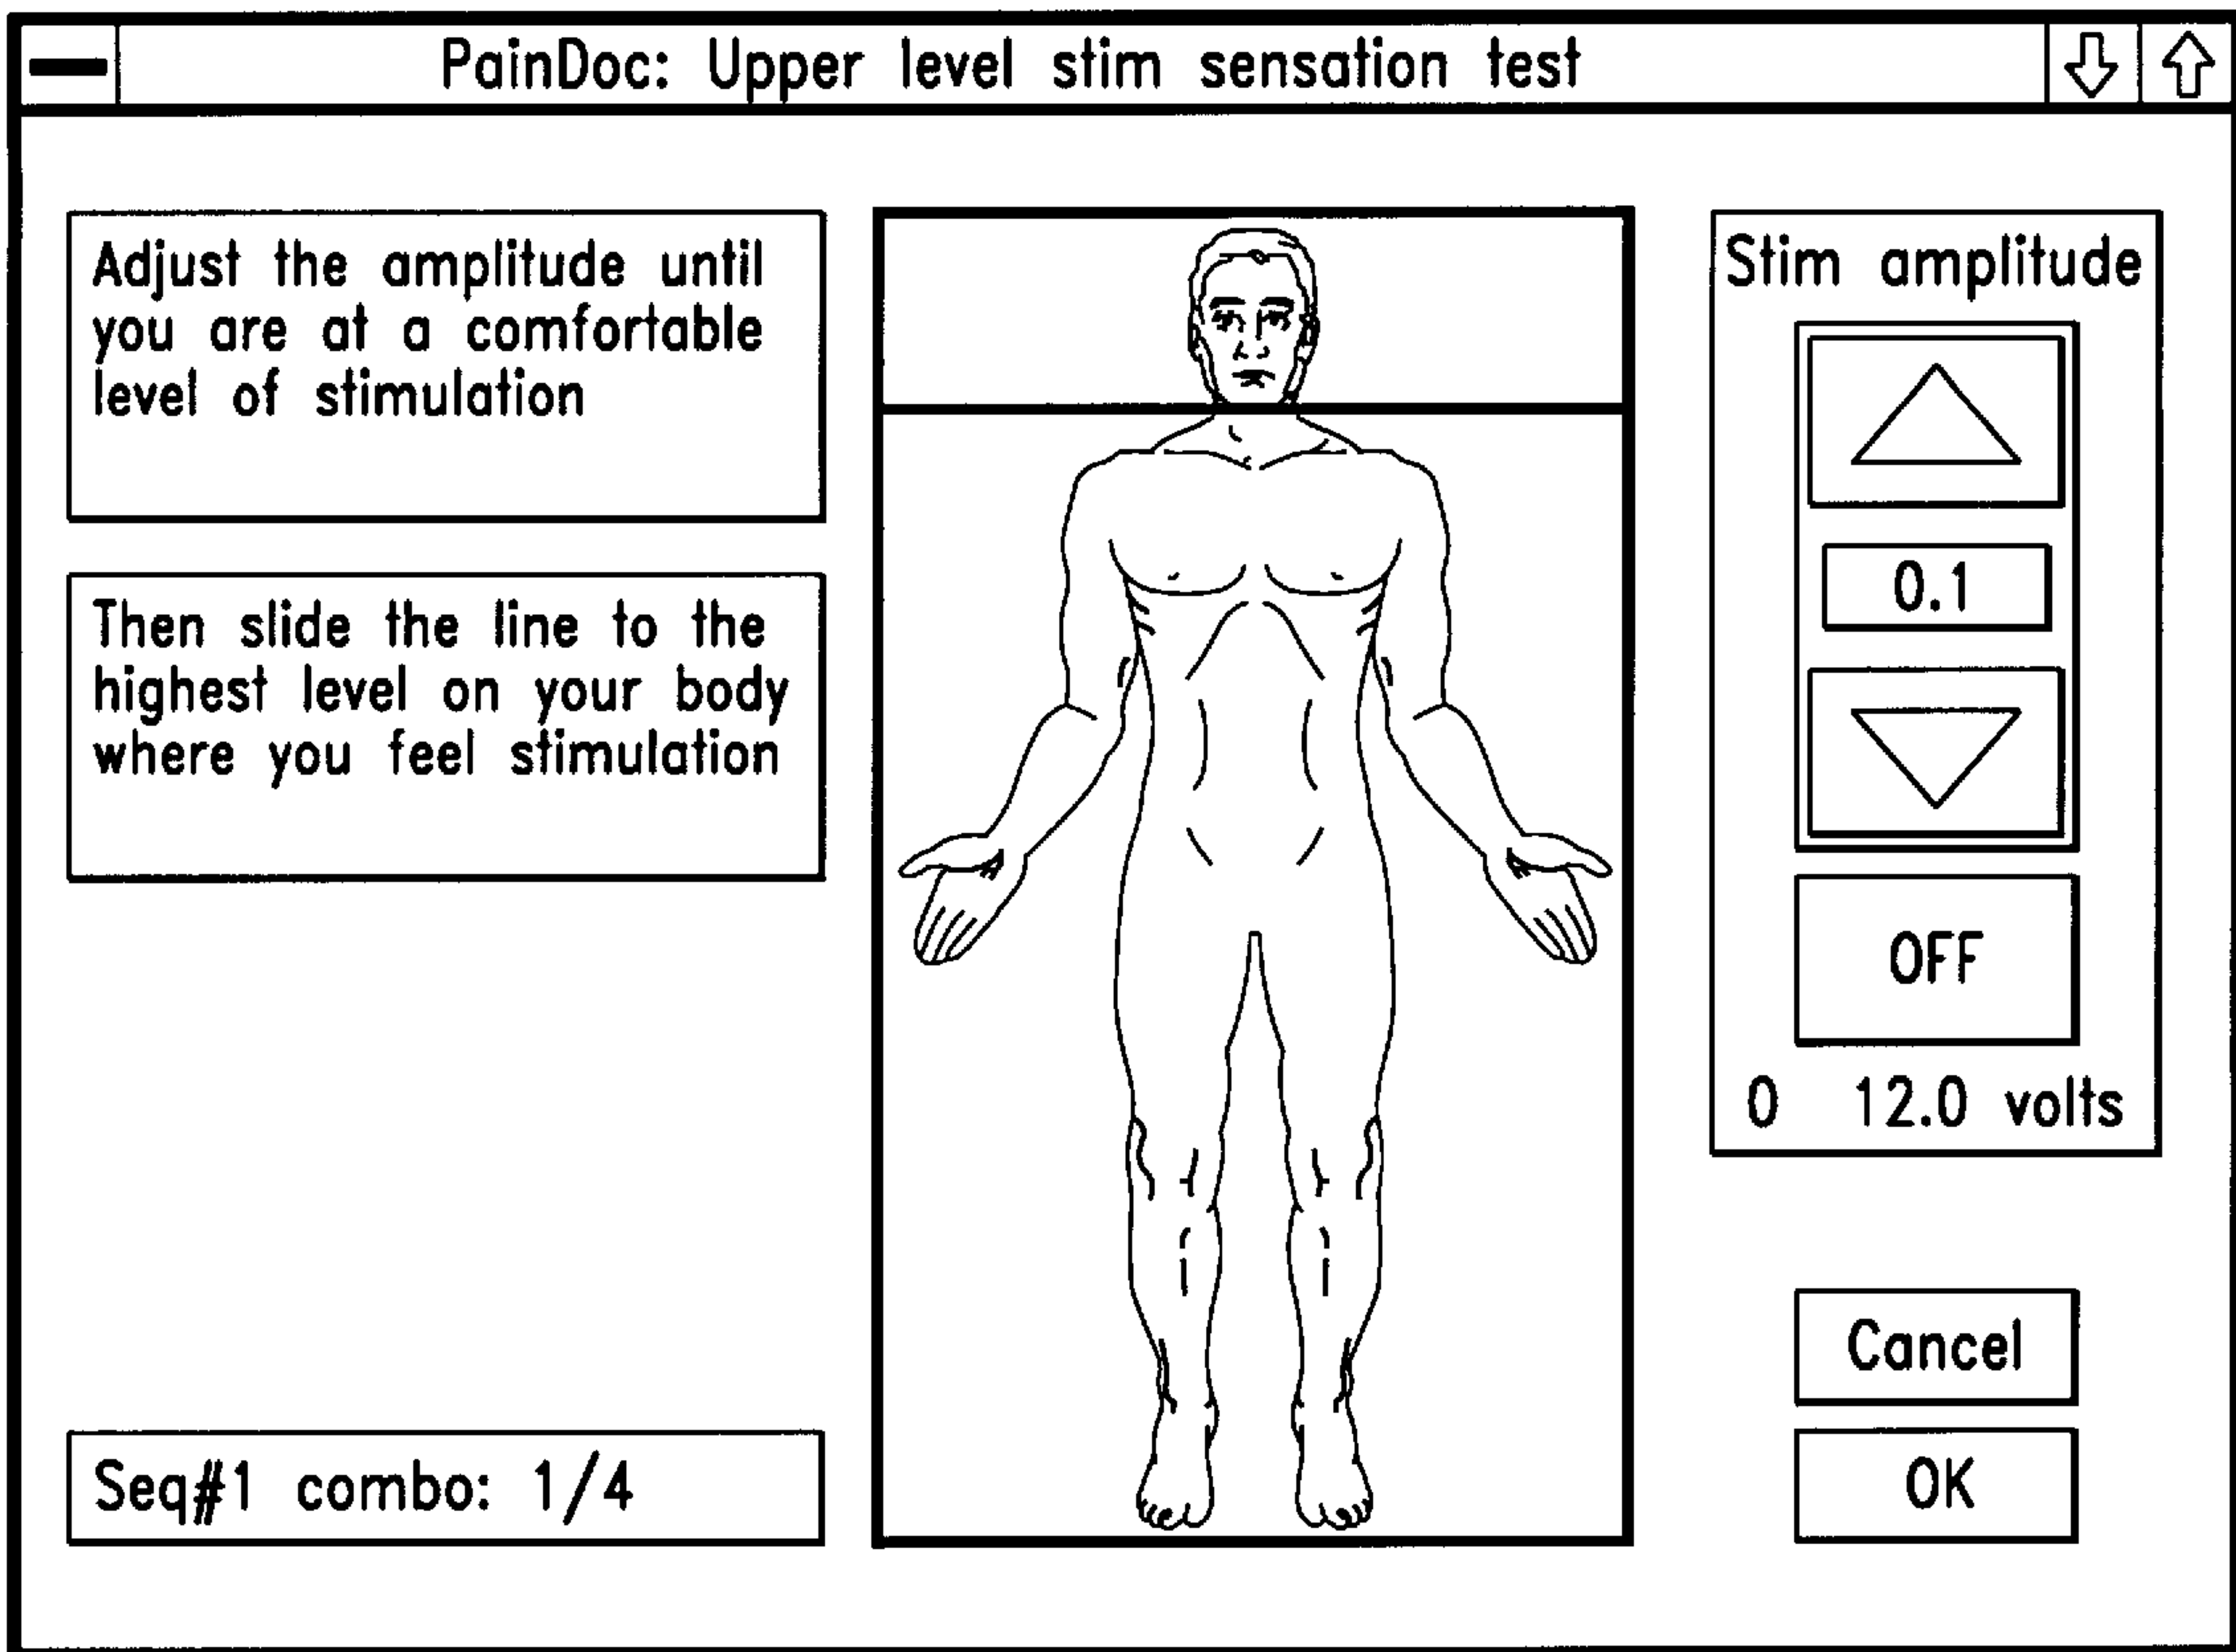 PainDoc: Upper level stim sensation test
Adjust the amplitude until
you are at a comfortable
level of stimulation
Then slide the line to the
highest level on your body
where you feel stimulation
Seq#1 combo: 1/4
Stim amplitude
0.1
OFF
0 12.0 volts
Cancel
OK